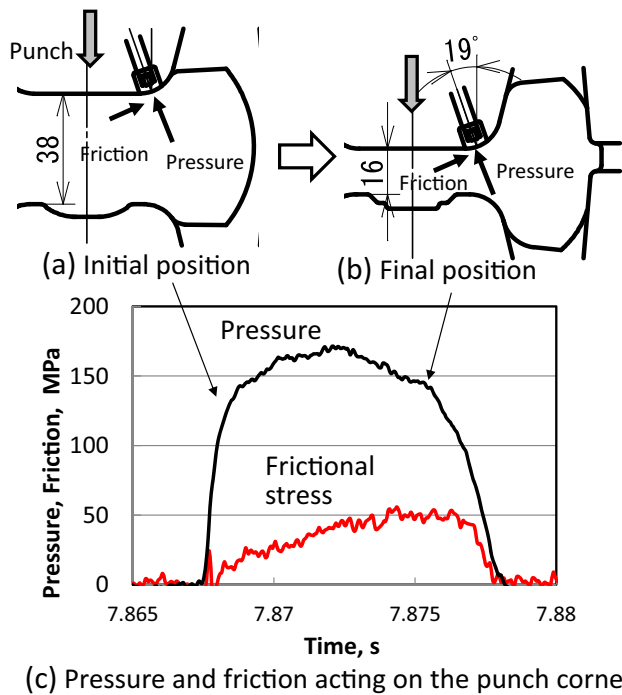 Punch
38
Friction
Pressure
(a) Initial position
19°
16
Friction
Pressure
(b) Final position
Pressure, Friction, MPa
200
150
100
50
0
Pressure
Frictional
stress
7.865
7.87
7.875
7.88
Time, s
(c) Pressure and friction acting on the punch corne